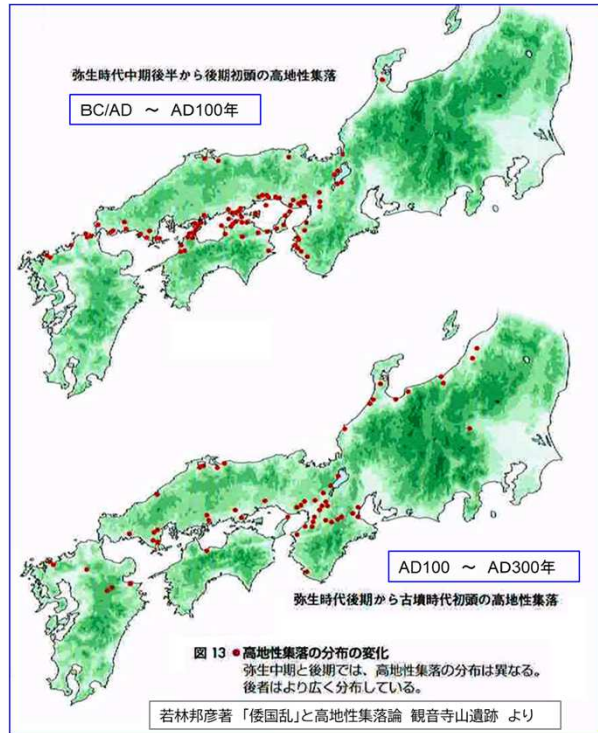 弥生時代中期後半から後期初頭の高地性集落
BC/AD ～ AD100年
AD100 ～ AD300年
弥生時代後期から古墳時代初頭の高地性集落
図 13 ● 高地性集落の分布の変化
弥生中期と後期では、高地性集落の分布は異なる。
後者はより広く分布している。
若林邦彦著 「倭国乱」と高地性集落論 観音寺山遺跡 より